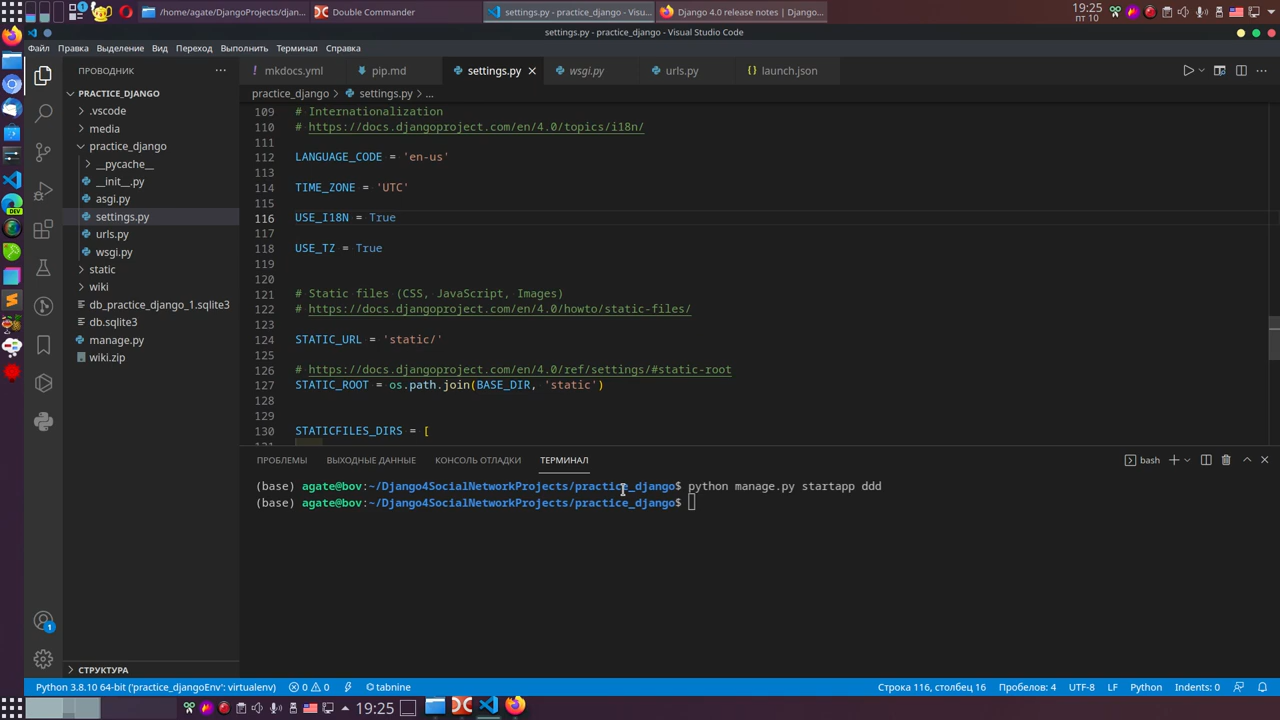 /home/agate/DjangoProjects/djan...
Double Commander
settings.py - practice_django - Visu...
Django 4.0 release notes | Django...
19:25
пт 10
settings.py - practice_django - Visual Studio Code
Файл Правка Выделение Вид Переход Выполнить Терминал Справка
ПРОВОДНИК
mkdocs.yml
pip.md
settings.py
wsgi.py
urls.py
launch.json
PRACTICE_DJANGO
.vscode
media
practice_django
__pycache__
__init__.py
asgi.py
settings.py
urls.py
wsgi.py
static
wiki
db_practice_django_1.sqlite3
db.sqlite3
manage.py
wiki.zip
СТРУКТУРА
practice_django > settings.py > ...
109 # Internationalization
110 # https://docs.djangoproject.com/en/4.0/topics/i18n/
111
112 LANGUAGE_CODE = 'en-us'
113
114 TIME_ZONE = 'UTC'
115
116 USE_I18N = True
117
118 USE_TZ = True
119
120
121 # Static files (CSS, JavaScript, Images)
122 # https://docs.djangoproject.com/en/4.0/howto/static-files/
123
124 STATIC_URL = 'static/'
125
126 # https://docs.djangoproject.com/en/4.0/ref/settings/#static-root
127 STATIC_ROOT = os.path.join(BASE_DIR, 'static')
128
129
130 STATICFILES_DIRS = [
ПРОБЛЕМЫ ВЫХОДНЫЕ ДАННЫЕ КОНСОЛЬ ОТЛАДКИ ТЕРМИНАЛ
bash
(base) agate@bov:~/Django4SocialNetworkProjects/practice_django$ python manage.py startapp ddd
(base) agate@bov:~/Django4SocialNetworkProjects/practice_django$
DEV
1
Python 3.8.10 64-bit ('practice_djangoEnv': virtualenv) 0 0 tabnine
Строка 116, столбец 16 Пробелов: 4 UTF-8 LF Python Indents: 0
19:25